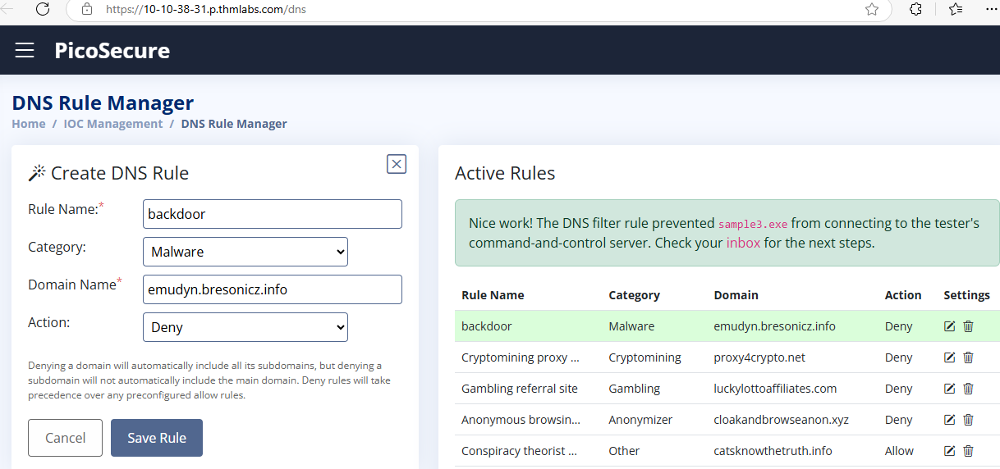 https://10-10-38-31.p.thmlabs.com/dns
PicoSecure
DNS Rule Manager
Home / IOC Management / DNS Rule Manager
Create DNS Rule
Rule Name:* backdoor
Category: Malware
Domain Name* emudyn.bresonicz.info
Action: Deny
Denying a domain will automatically include all its subdomains, but denying a
subdomain will not automatically include the main domain. Deny rules will take
precedence over any preconfigured allow rules.
Cancel Save Rule
Active Rules
Nice work! The DNS filter rule prevented sample3.exe from connecting to the tester's
command-and-control server. Check your inbox for the next steps.
Rule Name Category Domain Action Settings
backdoor Malware emudyn.bresonicz.info Deny
Cryptomining proxy ... Cryptomining proxy4crypto.net Deny
Gambling referral site Gambling luckylottoaffiliates.com Deny
Anonymous browsin... Anonymizer cloakandbrowseanon.xyz Deny
Conspiracy theorist ... Other catsknowthetruth.info Allow